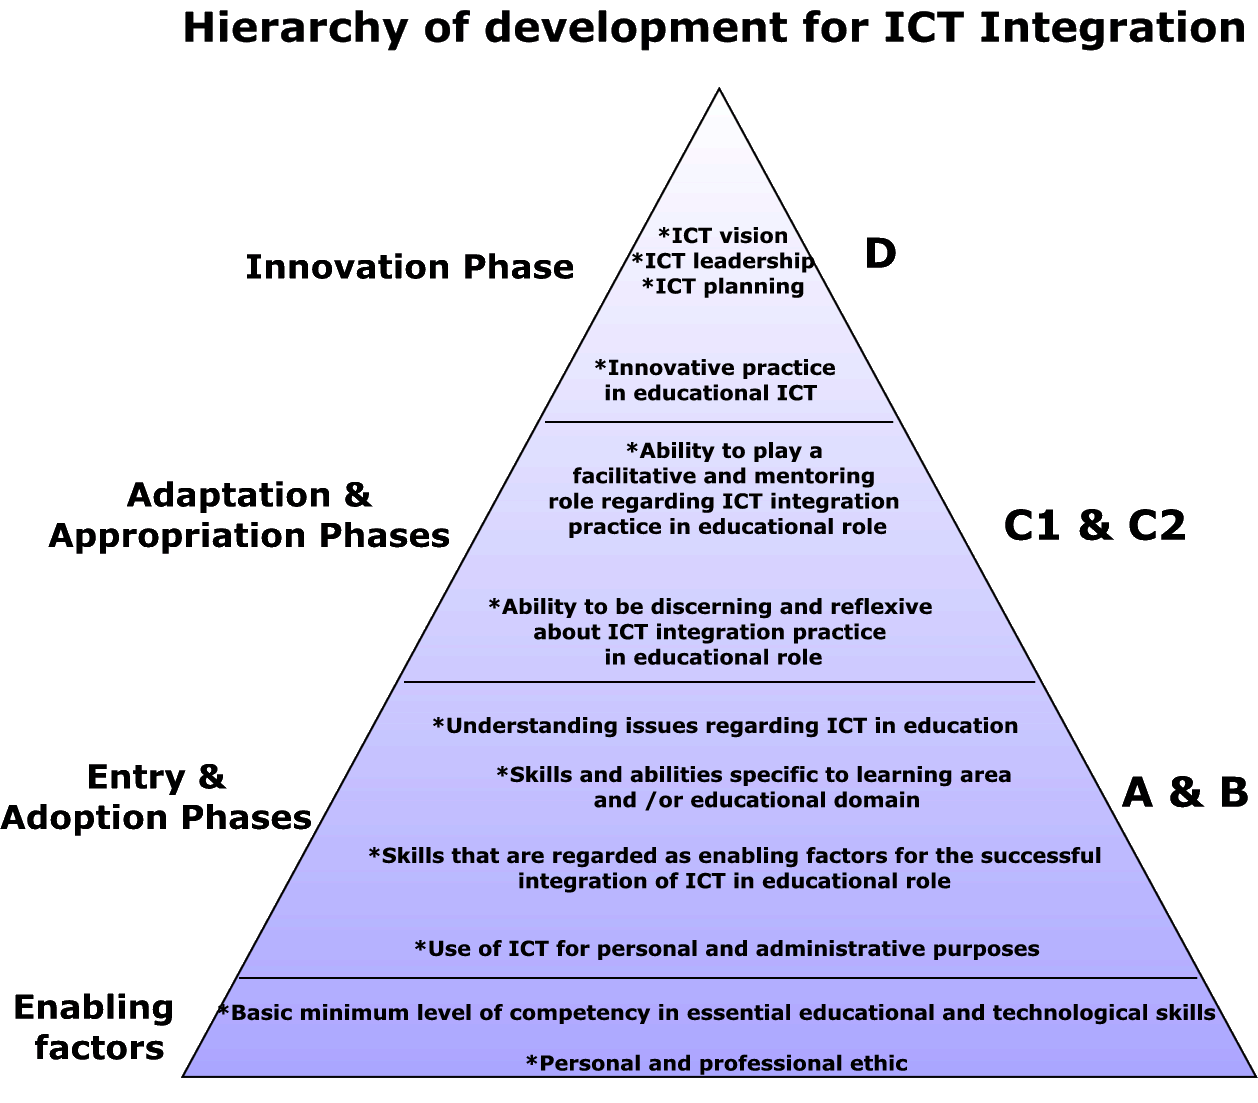 Hierarchy of development for ICT Integration
*ICT vision
*ICT leadership
*ICT planning
Innovation Phase
D
*Innovative practice
in educational ICT
*Ability to play a
facilitative and mentoring
role regarding ICT integration
practice in educational role
Adaptation &
Appropriation Phases
C1 & C2
*Ability to be discerning and reflexive
about ICT integration practice
in educational role
*Understanding issues regarding ICT in education
*Skills and abilities specific to learning area
and /or educational domain
Entry &
Adoption Phases
A & B
*Skills that are regarded as enabling factors for the successful
integration of ICT in educational role
*Use of ICT for personal and administrative purposes
Enabling
factors
*Basic minimum level of competency in essential educational and technological skills
*Personal and professional ethic